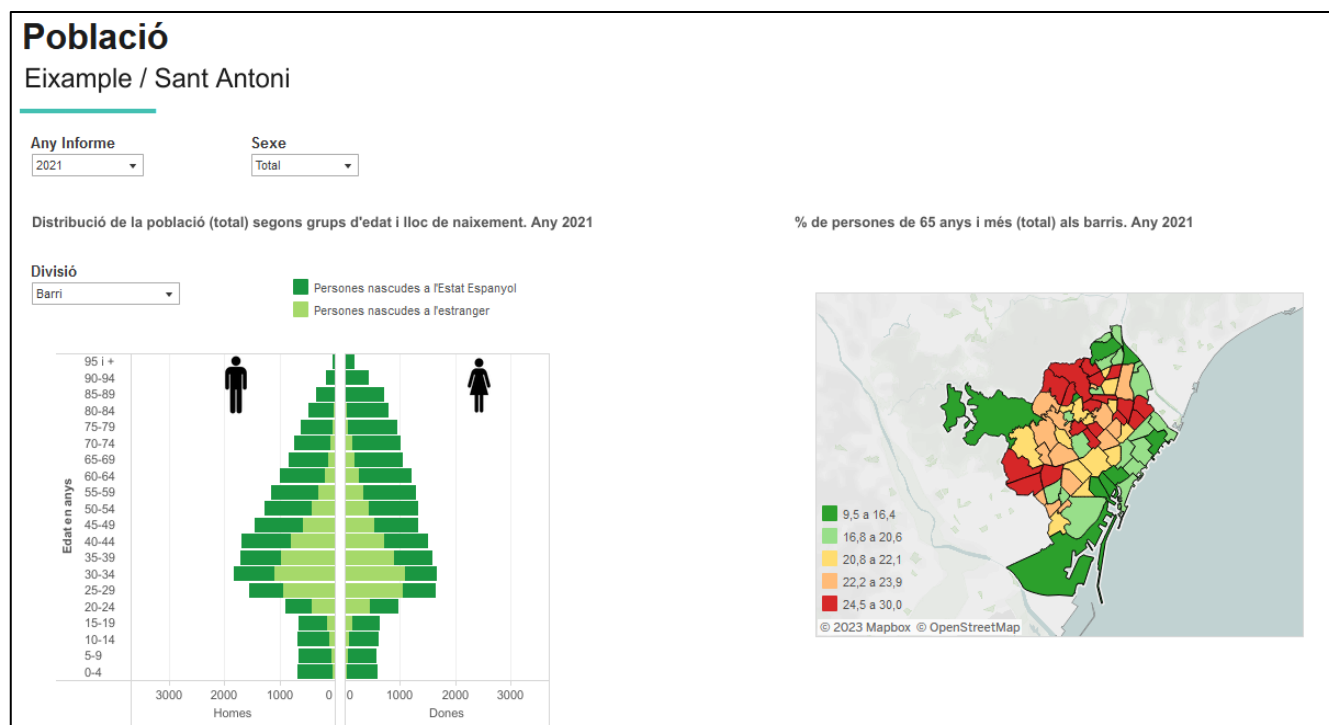 Població
Eixample / Sant Antoni
Any Informe
2021
Sexe
Total
Distribució de la població (total) segons grups d'edat i lloc de naixement. Any 2021
Divisió
Barri
Persones nascudes a l'Estat Espanyol
Persones nascudes a l'estranger
Edat en anys
95 i +
90-94
85-89
80-84
75-79
70-74
65-69
60-64
55-59
50-54
45-49
40-44
35-39
30-34
25-29
20-24
15-19
10-14
5-9
0-4
3000 2000 1000 0 0 1000 2000 3000
Homes Dones
% de persones de 65 anys i més (total) als barris. Any 2021
9,5 a 16,4
16,8 a 20,6
20,8 a 22,1
22,2 a 23,9
24,5 a 30,0
© 2023 Mapbox © OpenStreetMap